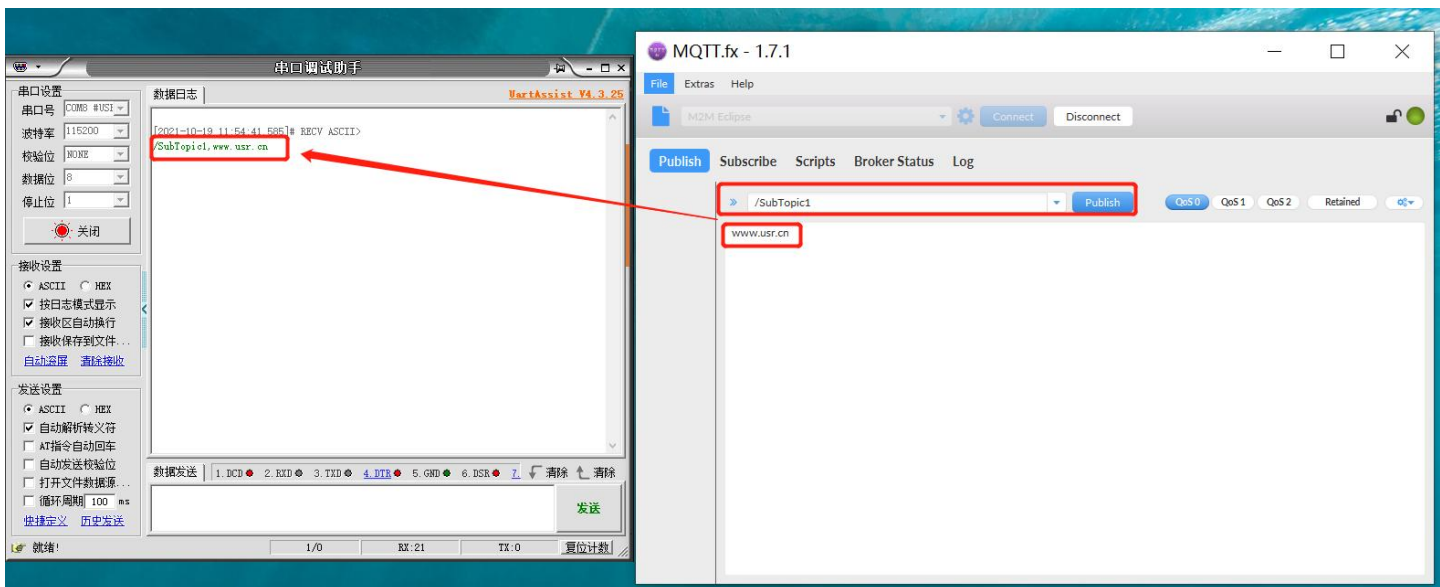 串口调试助手
串口设置
串口号 COM8 #USI
波特率 115200
校验位 NONE
数据位 8
停止位 1
关闭
接收设置
ASCII HEX
按日志模式显示
接收区自动换行
接收保存到文件...
自动滚屏 清除接收
发送设置
ASCII HEX
自动解析转义符
AT指令自动回车
自动发送校验位
打开文件数据源...
循环周期 100 ms
快捷定义 历史发送
就绪!
数据日志 UartAssist V4.3.25
[2021-10-19 11:54:41.585]# RECV ASCII>
/SubTopic1,www.usr.cn
数据发送 1.DCD 2.RXD 3.TXD 4.DTR 5.GND 6.DSR 7. 清除 清除
发送
1/0 RX:21 TX:0 复位计数
MQTT.fx - 1.7.1
File Extras Help
M2M Eclipse Connect Disconnect
Publish Subscribe Scripts Broker Status Log
» /SubTopic1 Publish QoS 0 QoS 1 QoS 2 Retained
www.usr.cn